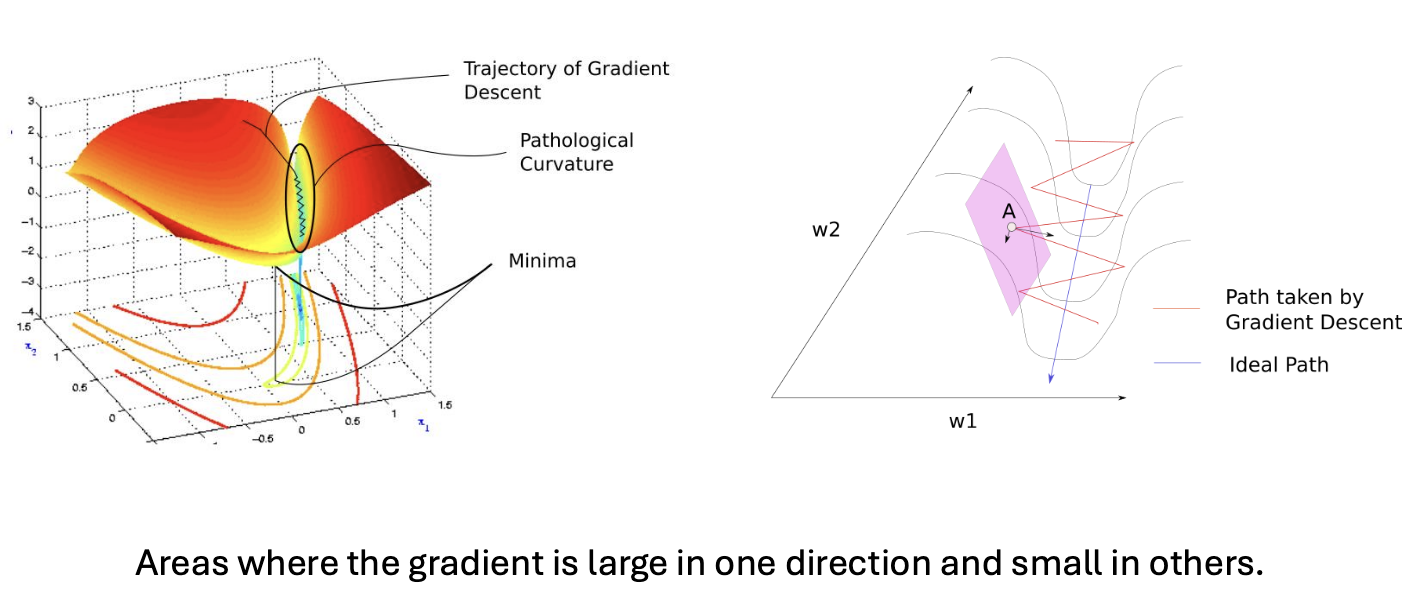 Trajectory of Gradient
Descent
Pathological
Curvature
Minima
3
2
1
0
-1
-2
-3
-4
1.5
1
0.5
0
π₂
-0.5
0
0.5
1
1.5
π₁
w2
A
w1
Path taken by
Gradient Descent
Ideal Path
Areas where the gradient is large in one direction and small in others.